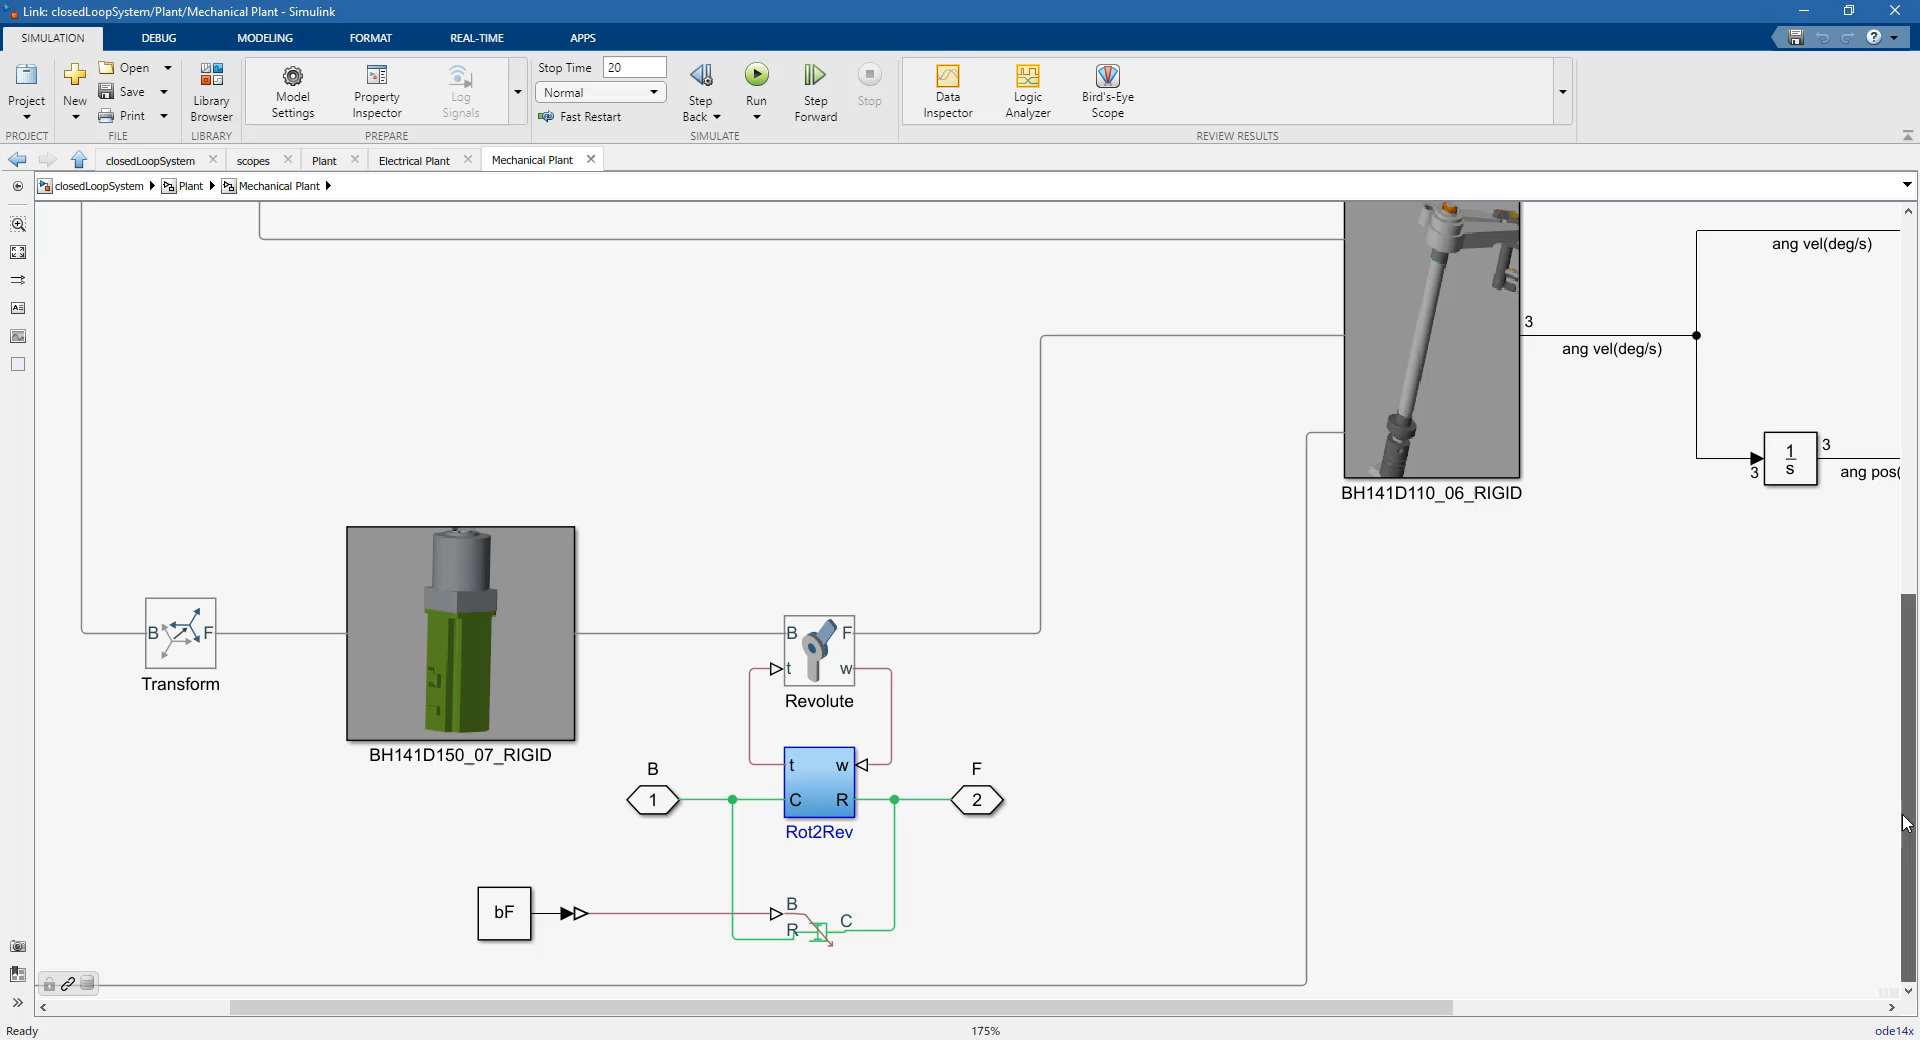 Link: closedLoopSystem/Plant/Mechanical Plant - Simulink
SIMULATION DEBUG MODELING FORMAT REAL-TIME APPS
Project
New
Open
Save
Print
Library Browser
Model Settings
Property Inspector
Log Signals
Stop Time 20
Normal
Fast Restart
Step Back
Run
Step Forward
Stop
Data Inspector
Logic Analyzer
Bird's-Eye Scope
PROJECT FILE LIBRARY PREPARE SIMULATE REVIEW RESULTS
closedLoopSystem scopes Plant Electrical Plant Mechanical Plant
closedLoopSystem Plant Mechanical Plant
ang vel(deg/s)
3
ang vel(deg/s)
BH141D110_06_RIGID
3
1
s
3
ang pos(
B F
Transform
BH141D150_07_RIGID
B F
t w
Revolute
B
1
t w
C R
Rot2Rev
F
2
bF
B
R
C
Ready
175%
ode14x